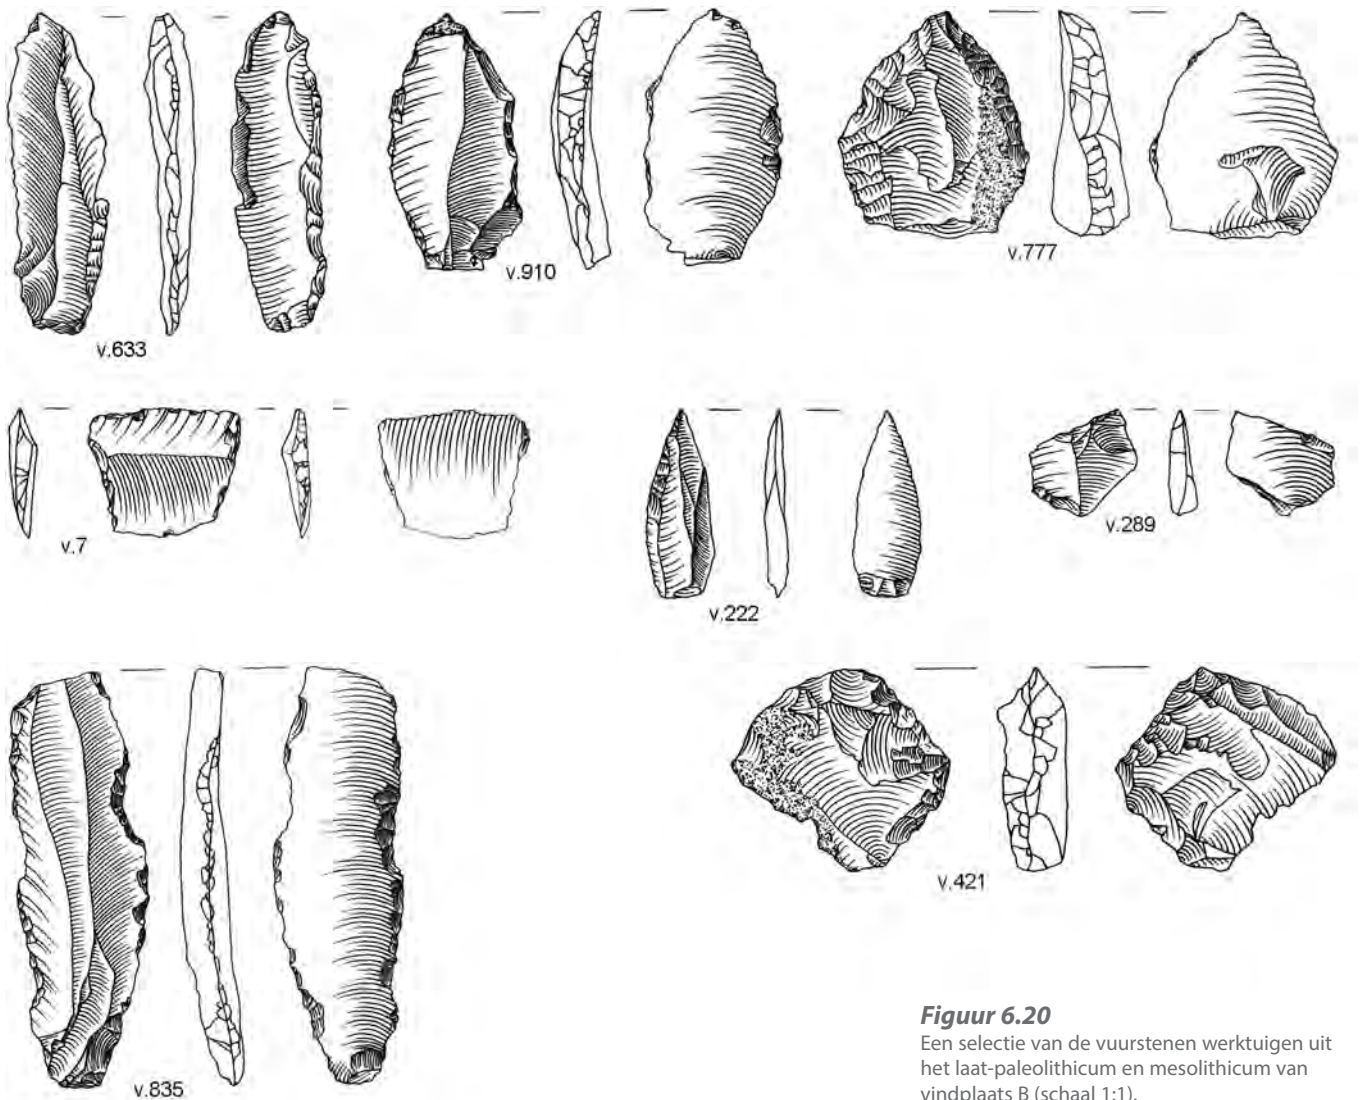 v.633
v.910
v.777
v.7
v.222
v.289
v.835
v.421
Figuur 6.20
Een selectie van de vuurstenen werktuigen uit
het laat-paleolithicum en mesolithicum van
vindplaats B (schaal 1:1).